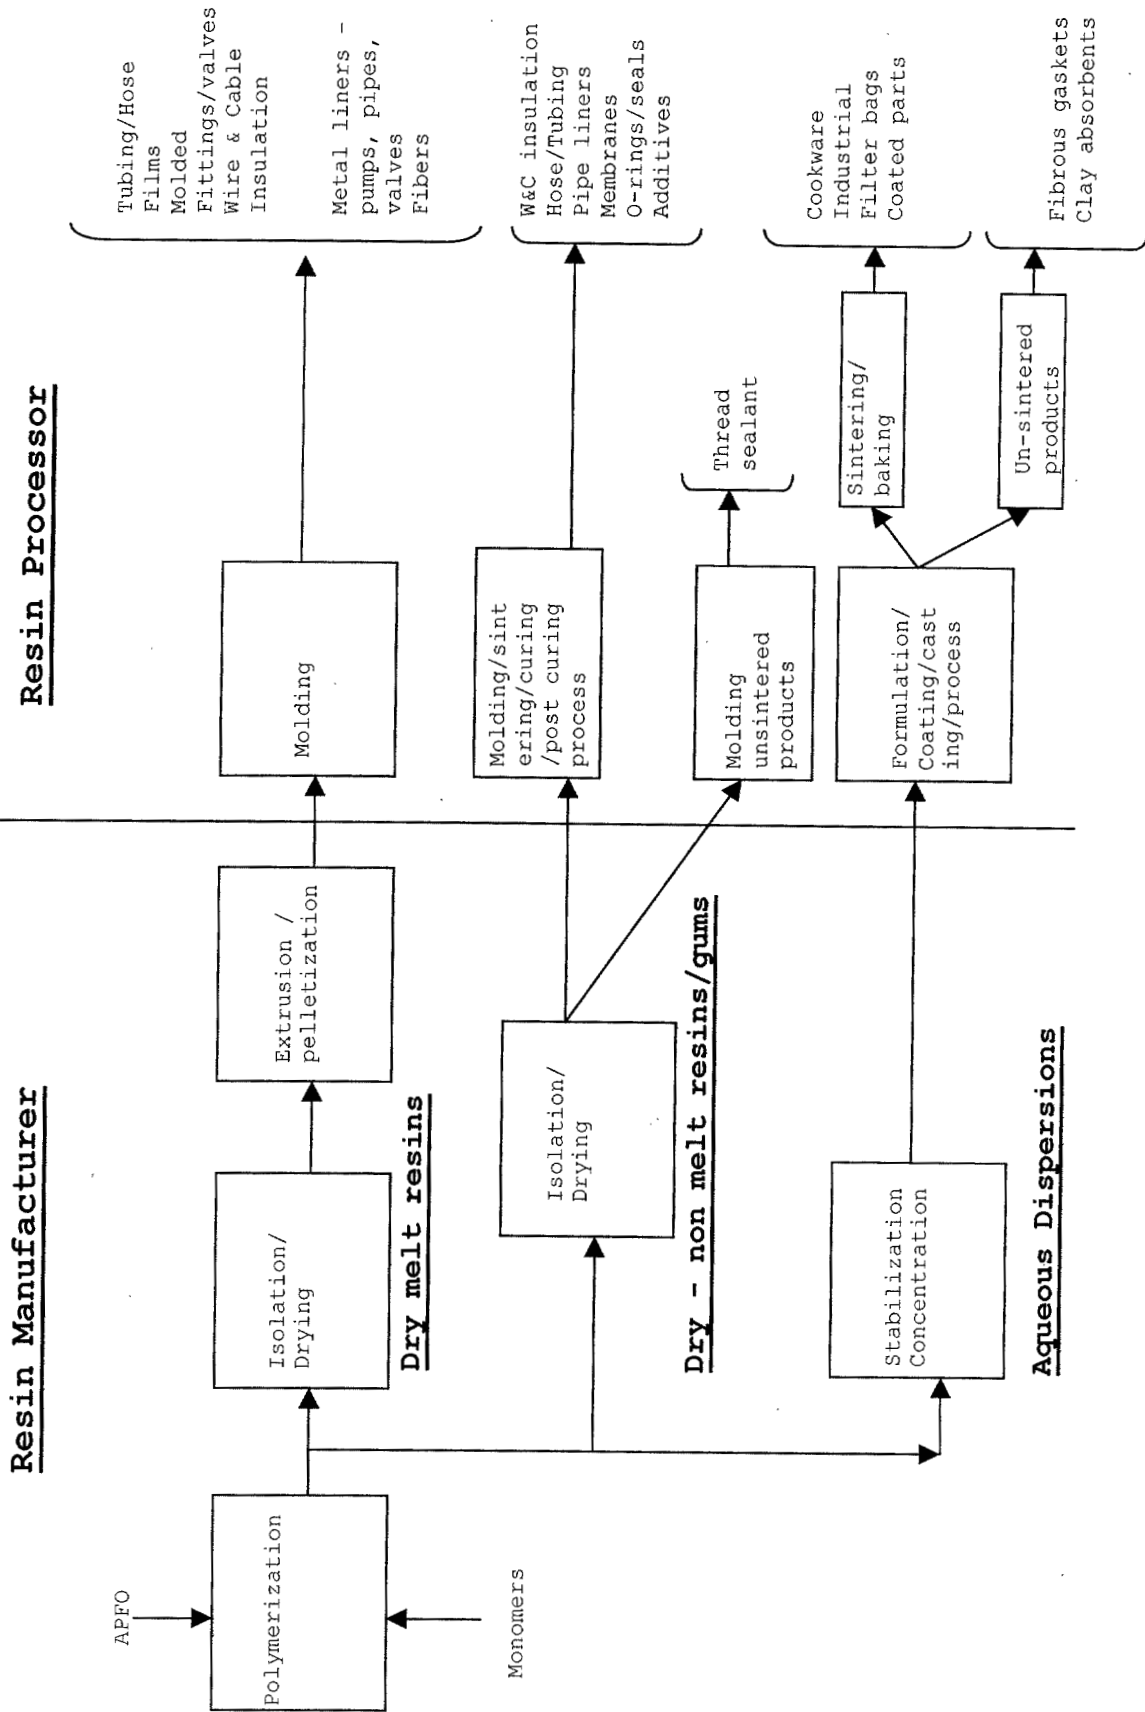 Resin Manufacturer
Resin Processor
APFO
Polymerization
Monomers
Isolation/
Drying
Extrusion /
pelletization
Dry melt resins
Molding
Tubing/Hose
Films
Molded
Fittings/valves
Wire & Cable
Insulation
Metal liners –
pumps, pipes,
valves
Fibers
Isolation/
Drying
Dry – non melt resins/gums
Molding/sint
ering/curing
/post curing
process
W&C insulation
Hose/Tubing
Pipe liners
Membranes
O-rings/seals
Additives
Molding
unsintered
products
Thread
sealant
Stabilization
Concentration
Aqueous Dispersions
Formulation/
Coating/cast
ing/process
Sintering/
baking
Cookware
Industrial
Filter bags
Coated parts
Un-sintered
products
Fibrous gaskets
Clay absorbents